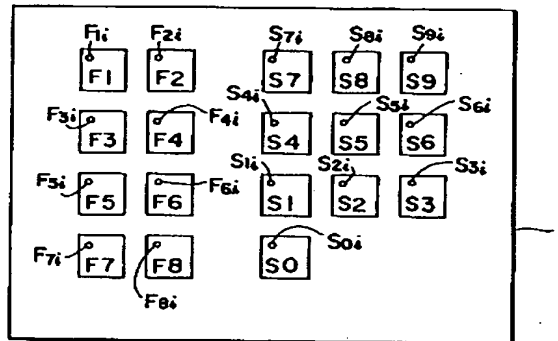 F1i F2i S7i S8i S9i
F1 F2 S7 S8 S9
F3i F4i S4i S5i S6i
F3 F4 S4 S5 S6
F5i F6i S1i S2i S3i
F5 F6 S1 S2 S3
F7i S0i
F7 F8 S0
F8i